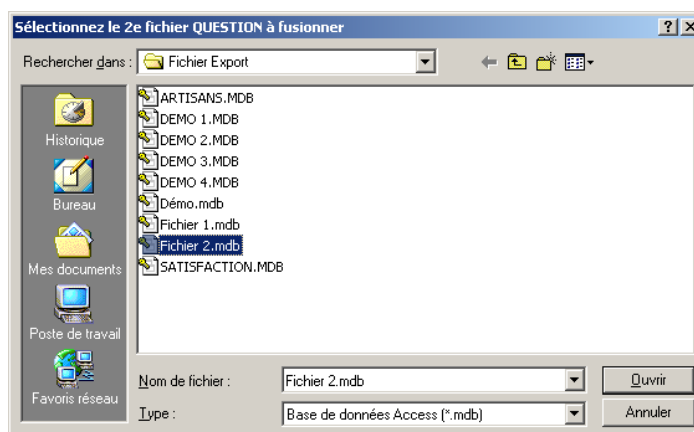 Sélectionnez le 2e fichier QUESTION à fusionner
Rechercher dans : Fichier Export
Historique
Bureau
Mes documents
Poste de travail
Favoris réseau
ARTISANS.MDB
DEMO 1.MDB
DEMO 2.MDB
DEMO 3.MDB
DEMO 4.MDB
Démo.mdb
Fichier 1.mdb
Fichier 2.mdb
SATISFACTION.MDB
Nom de fichier : Fichier 2.mdb Ouvrir
Type : Base de données Access (*.mdb) Annuler